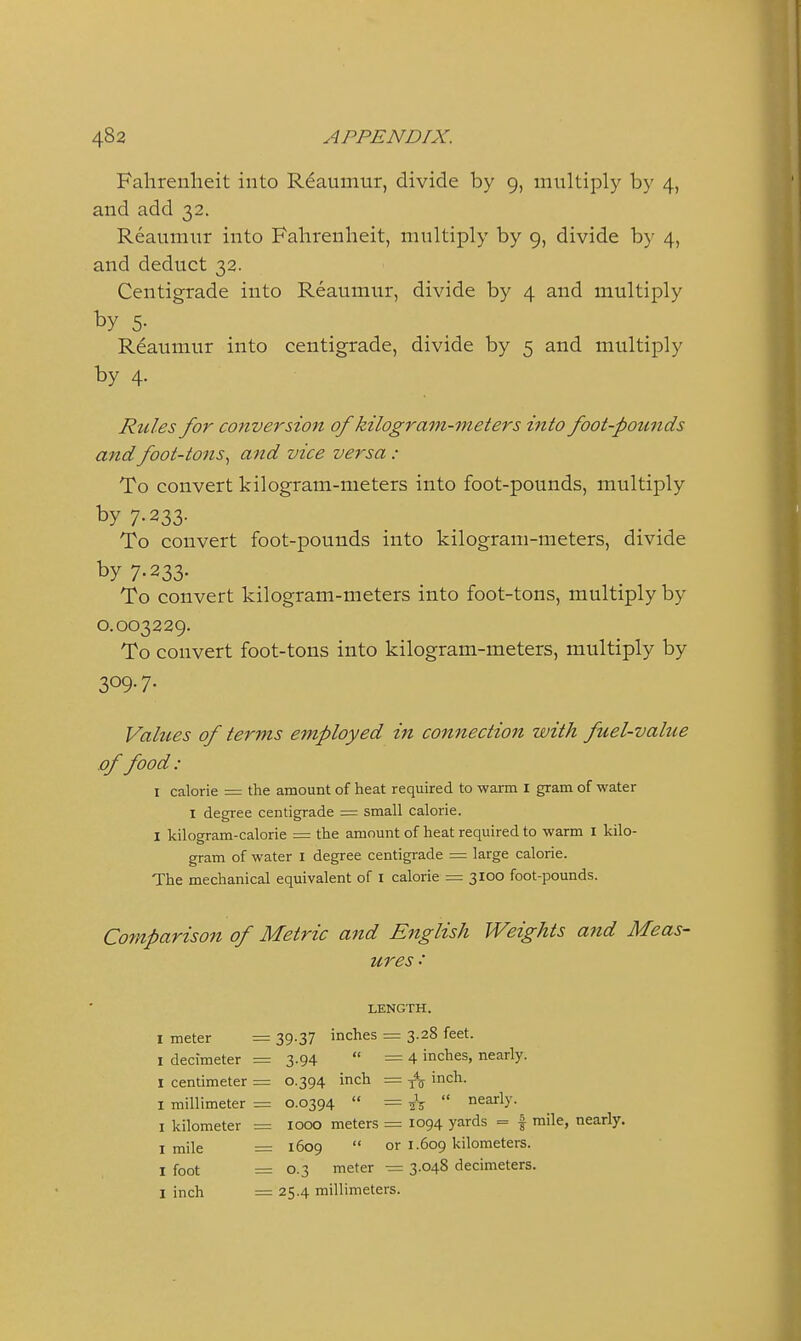 482 APPENDIX.
Fahrenheit into Réaumur, divide by 9, multiply by 4,
and add 32.
Réaumur into Fahrenheit, multiply by 9, divide by 4,
and deduct 32.
Centigrade into Réaumur, divide by 4 and multiply
by 5.
Réaumur into centigrade, divide by 5 and multiply
by 4.
Rules for conversion of kilogram-meters into foot-pounds
and foot-tons, and vice versa :
To convert kilogram-meters into foot-pounds, multiply
by 7.233.
To convert foot-pounds into kilogram-meters, divide
by 7.233.
To convert kilogram-meters into foot-tons, multiply by
0.003229.
To convert foot-tons into kilogram-meters, multiply by
309.7.
Values of terms employed in connection with fuel-value
of food :
1 calorie = the amount of heat required to warm 1 gram of water
1 degree centigrade = small calorie.
1 kilogram-calorie = the amount of heat required to warm 1 kilo-
gram of water 1 degree centigrade = large calorie.
The mechanical equivalent of 1 calorie = 3100 foot-pounds.
Comparison of Metric and English Weights and Meas-
ures :
LENGTH.
1 meter = 39.37 inches = 3.28 feet.
1 decimeter = 3.94 " = 4 inches, nearly.
1 centimeter = 0.394 inch = 4/10 inch.
1 millimeter = 0.0394 " = 1/25 " nearly.
1 kilometer = 1000 meters = 1094 yards = 5/8 mile, nearly.
1 mile = 1609 " or 1.609 kilometers.
1 foot = 0.3 meter = 3.048 decimeters.
1 inch = 25.4 millimeters.